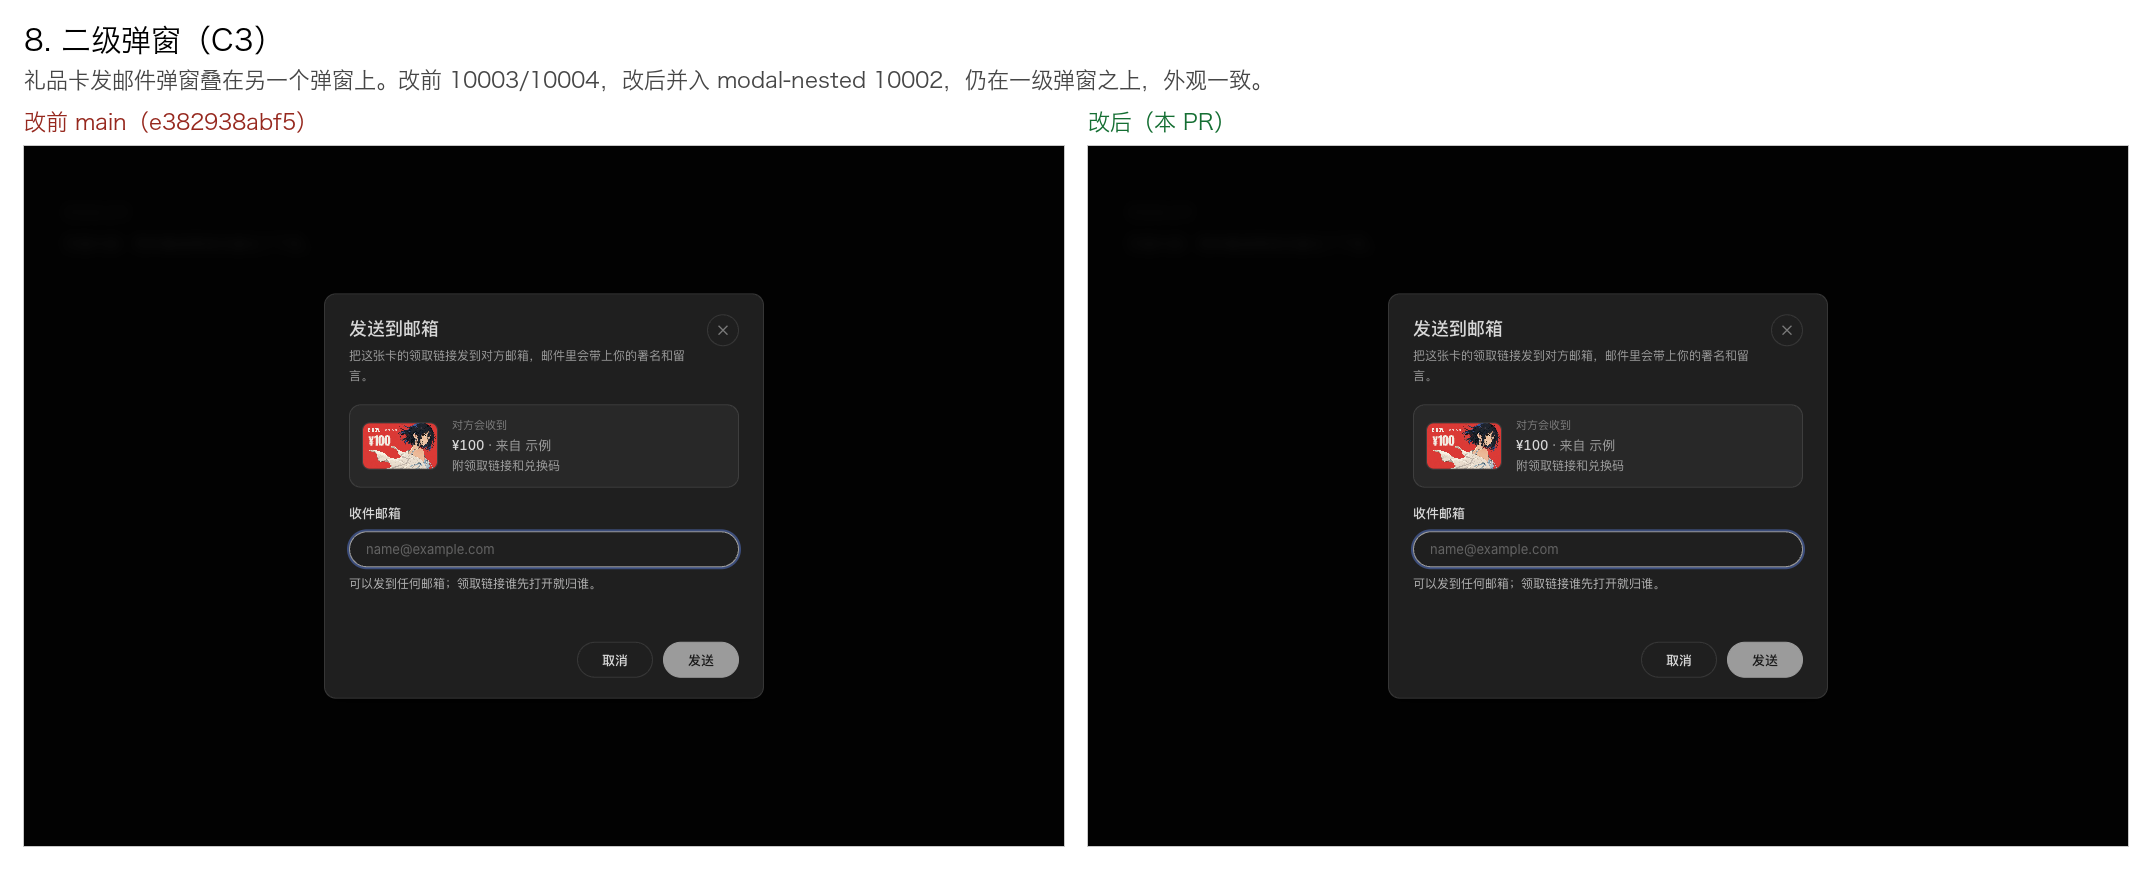 8. 二级弹窗（C3）
礼品卡发邮件弹窗叠在另一个弹窗上。改前 10003/10004，改后并入 modal-nested 10002，仍在一级弹窗之上，外观一致。
改前 main（e382938abf5）
改后（本 PR）
发送到邮箱
把这张卡的领取链接发到对方邮箱，邮件里会带上你的署名和留
言。
¥100
对方会收到
¥100 · 来自 示例
附领取链接和兑换码
收件邮箱
name@example.com
可以发到任何邮箱；领取链接谁先打开就归谁。
取消
发送
发送到邮箱
把这张卡的领取链接发到对方邮箱，邮件里会带上你的署名和留
言。
¥100
对方会收到
¥100 · 来自 示例
附领取链接和兑换码
收件邮箱
name@example.com
可以发到任何邮箱；领取链接谁先打开就归谁。
取消
发送